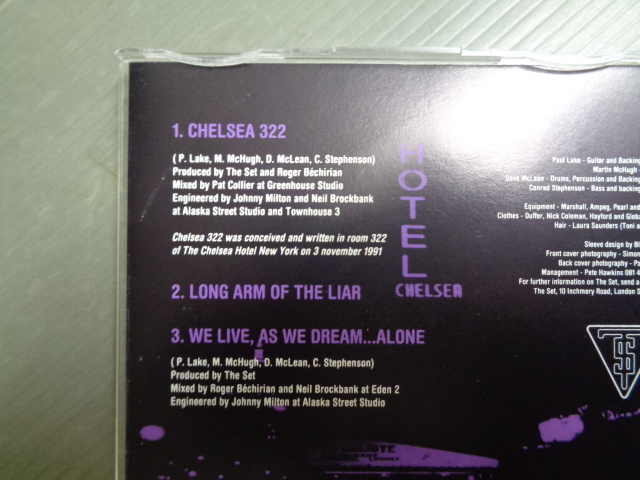 1. CHELSEA 322
( P. Lake, M. McHugh, D. McLean, C. Stephenson)
Produced by The Set and Roger Béchirian
Mixed by Pat Collier at Greenhouse Studio
Engineered by Johnny Milton and Neil Brockbank
at Alaska Street Studio and Townhouse 3
Chelsea 322 was conceived and written in room 322
of The Chelsea Hotel New York on 3 november 1991
2. LONG ARM OF THE LIAR
3. WE LIVE, AS WE DREAM...ALONE
( P. Lake, M. McHugh, D. McLean, C. Stephenson)
Produced by The Set
Mixed by Roger Béchirian and Neil Brockbank at Eden 2
Engineered by Johnny Milton at Alaska Street Studio
HOTEL
CHELSEA
Paul Lake - Guitar and Backing
Martin McHugh -
Dave McLean - Drums, Percussion and Backing
Conrad Stephenson - Bass and backing
Equipment - Marshall, Ampeg, Pearl and
Clothes - Duffer, Nick Coleman, Hayford and
Hair - Laura Saunders (Toni
Sleeve design by
Front cover photography - Simon
Back cover photography -
Management - Pete Hawkins 081
For further information on The Set, send
The Set, 10 Inchmery Road, London